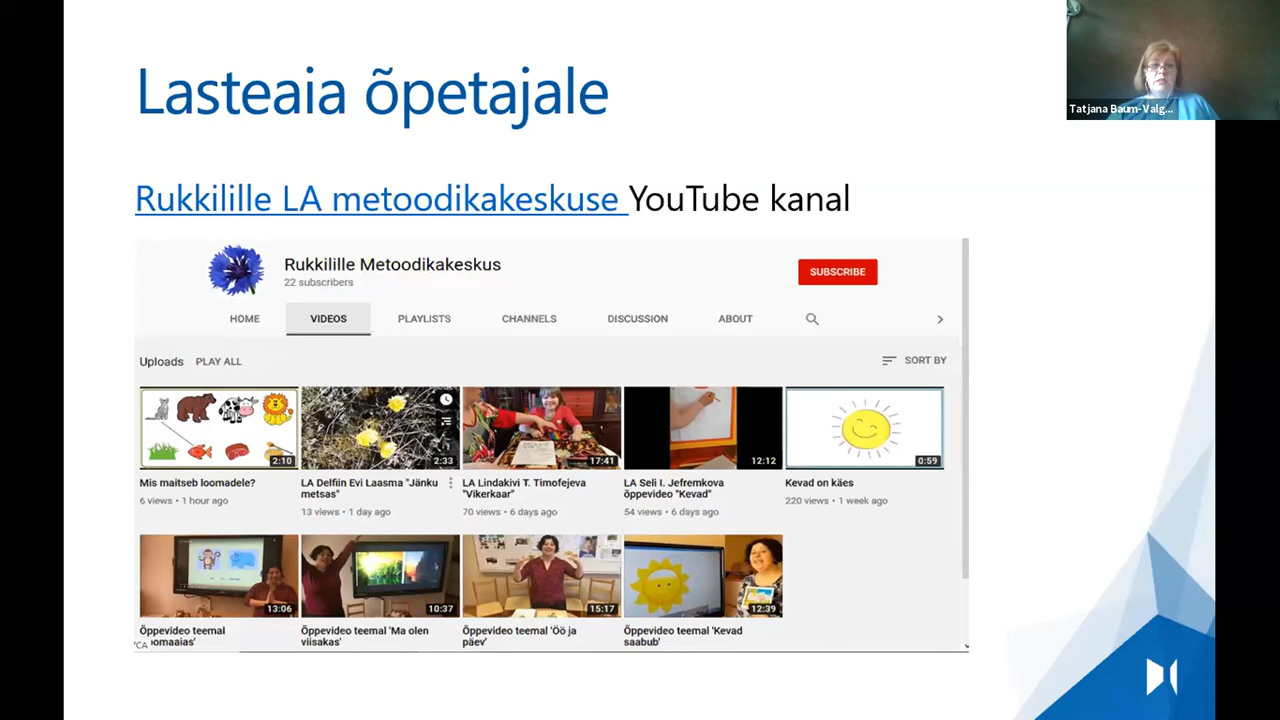 Lasteaia õpetajale
Tatjana Baum-Valg...
Rukkilille LA metoodikakeskuse YouTube kanal
Rukkilille Metoodikakeskus
22 subscribers
SUBSCRIBE
HOME VIDEOS PLAYLISTS CHANNELS DISCUSSION ABOUT
Uploads PLAY ALL SORT BY
2:10 2:33 17:41 12:12 0:59
Mis maitseb loomadele?
6 views • 1 hour ago
LA Delfiin Evi Laasma "Jänku
metsas"
13 views • 1 day ago
LA Lindakivi T. Timofejeva
"Vikerkaar"
70 views • 6 days ago
LA Seli I. Jefremkova
õppevideo "Kevad"
54 views • 6 days ago
Kevad on käes
220 views • 1 week ago
13:06 10:37 15:17 12:39
Õppevideo teemal
Õppevideo teemal 'Ma olen
viisakas'
Õppevideo teemal 'Öö ja
päev'
Õppevideo teemal 'Kevad
saabub'